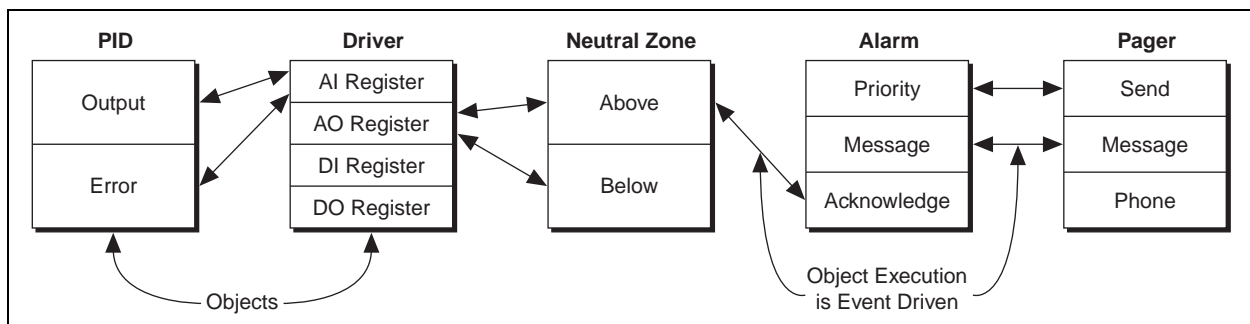 PID
Driver
Neutral Zone
Alarm
Pager
Output
Error
AI Register
AO Register
DI Register
DO Register
Above
Below
Priority
Message
Acknowledge
Send
Message
Phone
Objects
Object Execution
is Event Driven